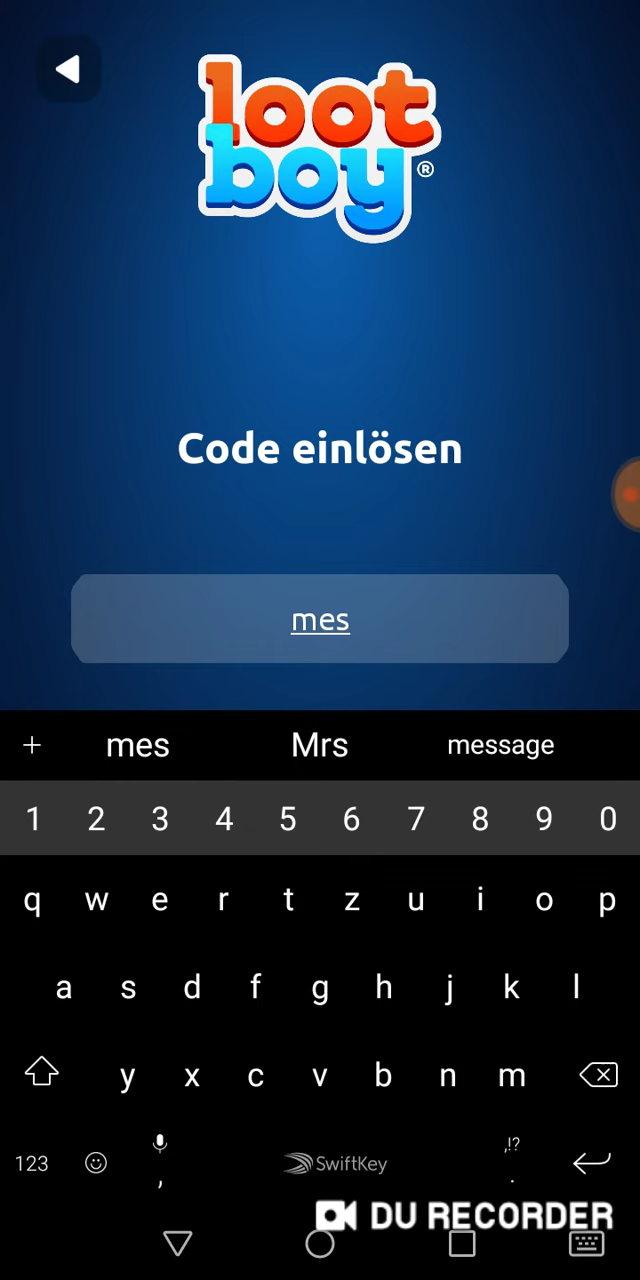 loot
boy®
Code einlösen
mes
+ mes Mrs message
1 2 3 4 5 6 7 8 9 0
q w e r t z u i o p
a s d f g h j k l
y x c v b n m
123 , SwiftKey ,!? .
DU RECORDER